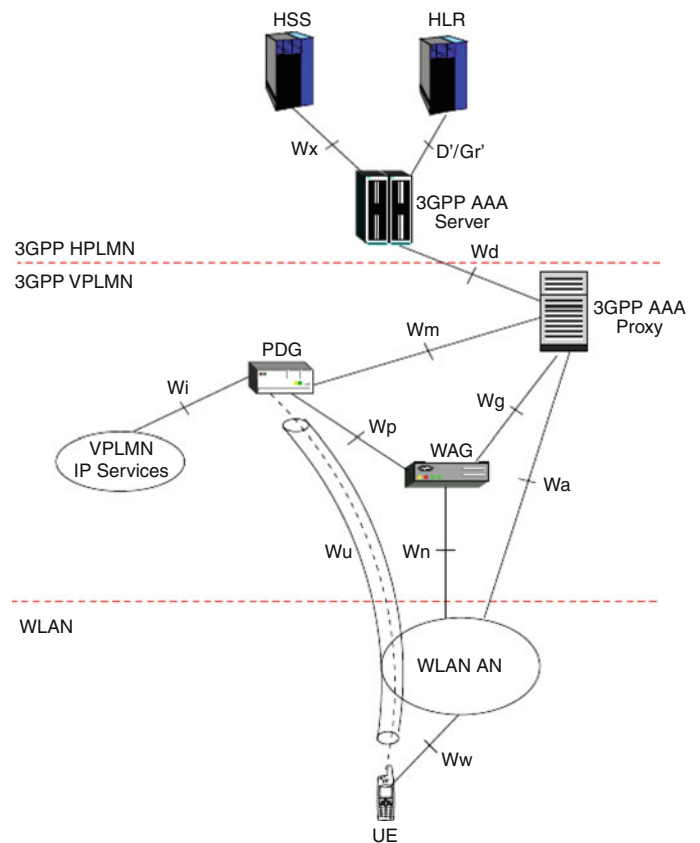 HSS
HLR
Wx
D'/Gr'
3GPP AAA
Server
3GPP HPLMN
Wd
3GPP VPLMN
3GPP AAA
Proxy
Wm
PDG
Wi
Wg
Wp
VPLMN
IP Services
WAG
Wa
Wu
Wn
WLAN
WLAN AN
Ww
UE